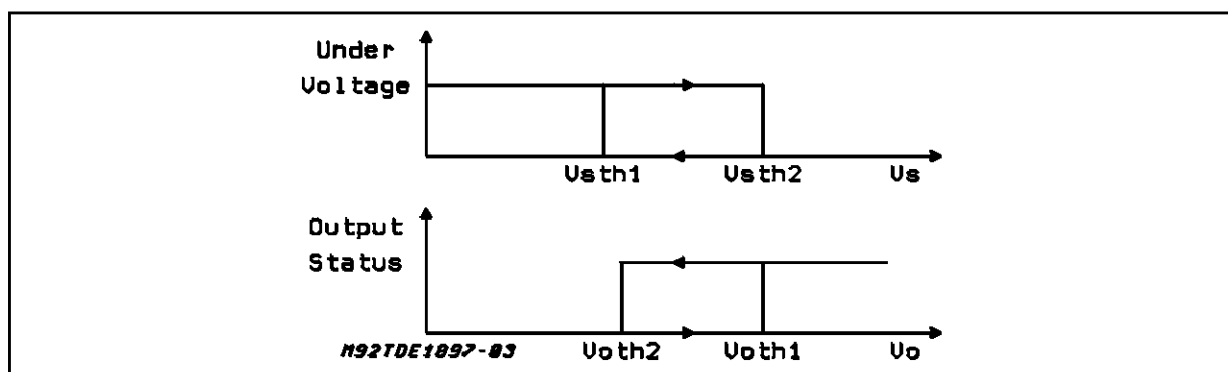 Under
Voltage
Vsth1 Vsth2 Vs
Output
Status
M92TDE1897-03 Voth2 Voth1 Vo